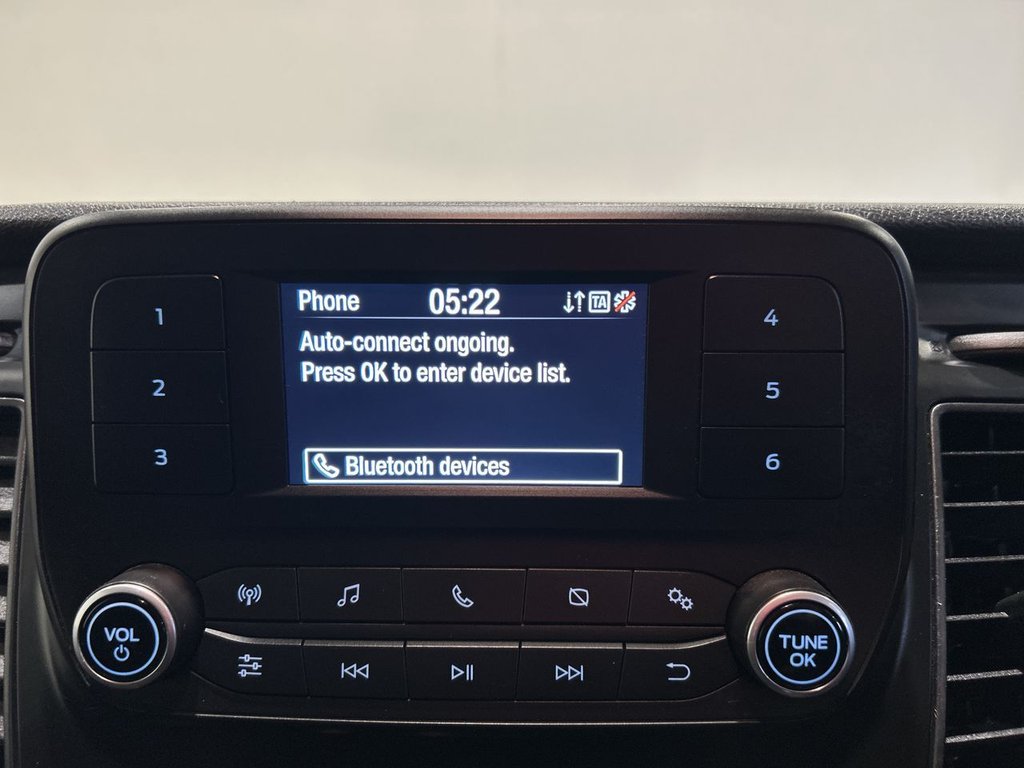 Phone 05:22 TA
Auto-connect ongoing.
Press OK to enter device list.
Bluetooth devices
1
2
3
4
5
6
VOL
TUNE
OK